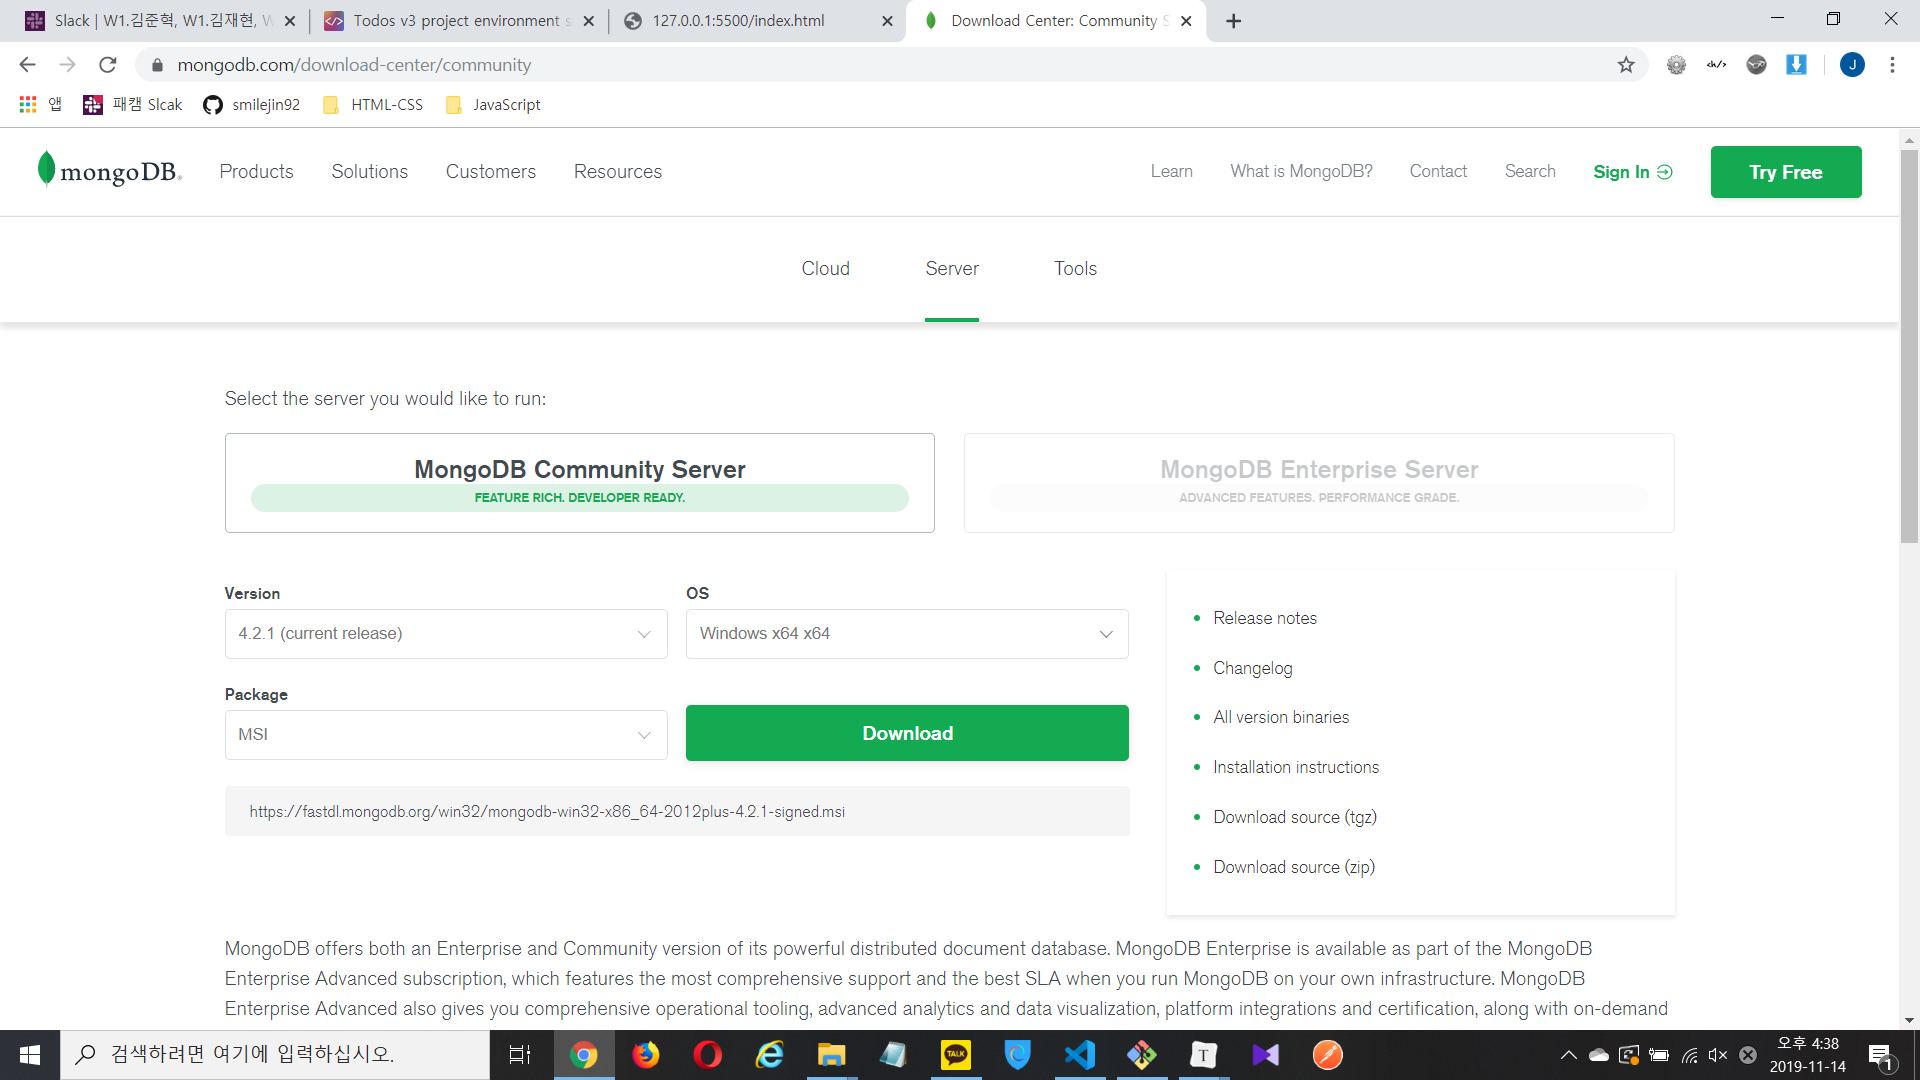 Slack | W1.김준혁, W1.김재현, W
Todos v3 project environment s
127.0.0.1:5500/index.html
Download Center: Community S
mongodb.com/download-center/community
J
앱
패캠 Slcak
smilejin92
HTML-CSS
JavaScript
mongoDB.
Products
Solutions
Customers
Resources
Learn
What is MongoDB?
Contact
Search
Sign In
Try Free
Cloud
Server
Tools
Select the server you would like to run:
MongoDB Community Server
FEATURE RICH. DEVELOPER READY.
MongoDB Enterprise Server
ADVANCED FEATURES. PERFORMANCE GRADE.
Version
OS
4.2.1 (current release)
Windows x64 x64
Package
MSI
Download
https://fastdl.mongodb.org/win32/mongodb-win32-x86_64-2012plus-4.2.1-signed.msi
Release notes
Changelog
All version binaries
Installation instructions
Download source (tgz)
Download source (zip)
MongoDB offers both an Enterprise and Community version of its powerful distributed document database. MongoDB Enterprise is available as part of the MongoDB
Enterprise Advanced subscription, which features the most comprehensive support and the best SLA when you run MongoDB on your own infrastructure. MongoDB
Enterprise Advanced also gives you comprehensive operational tooling, advanced analytics and data visualization, platform integrations and certification, along with on-demand
검색하려면 여기에 입력하십시오.
TALK
T
오후 4:38
2019-11-14
1